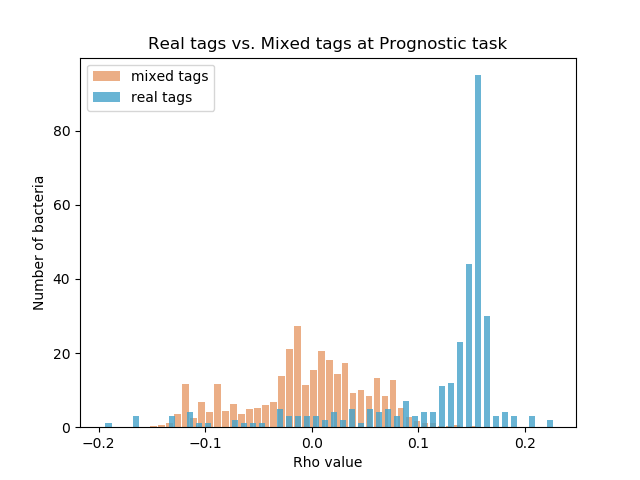 Real tags vs. Mixed tags at Prognostic task
mixed tags
real tags
80
60
40
20
0
Number of bacteria
−0.2
−0.1
0.0
0.1
0.2
Rho value